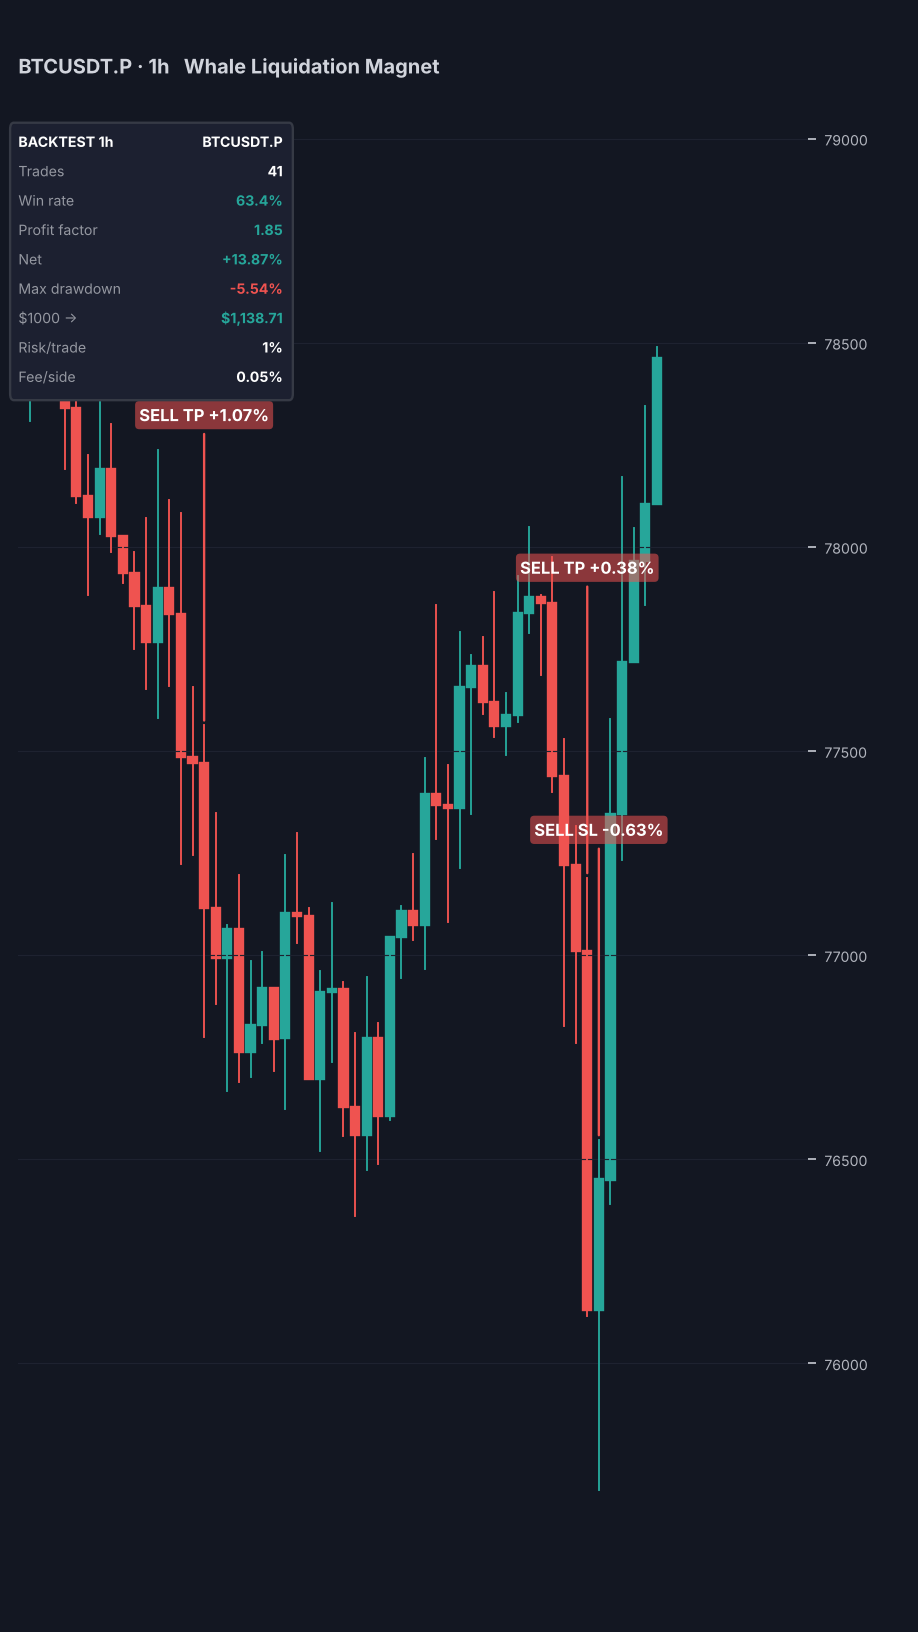 BTCUSDT.P · 1h Whale Liquidation Magnet
BACKTEST 1h BTCUSDT.P
Trades 41
Win rate 63.4%
Profit factor 1.85
Net +13.87%
Max drawdown -5.54%
$1000 → $1,138.71
Risk/trade 1%
Fee/side 0.05%
79000
78500
SELL TP +1.07%
78000
SELL TP +0.38%
77500
SELL SL -0.63%
77000
76500
76000